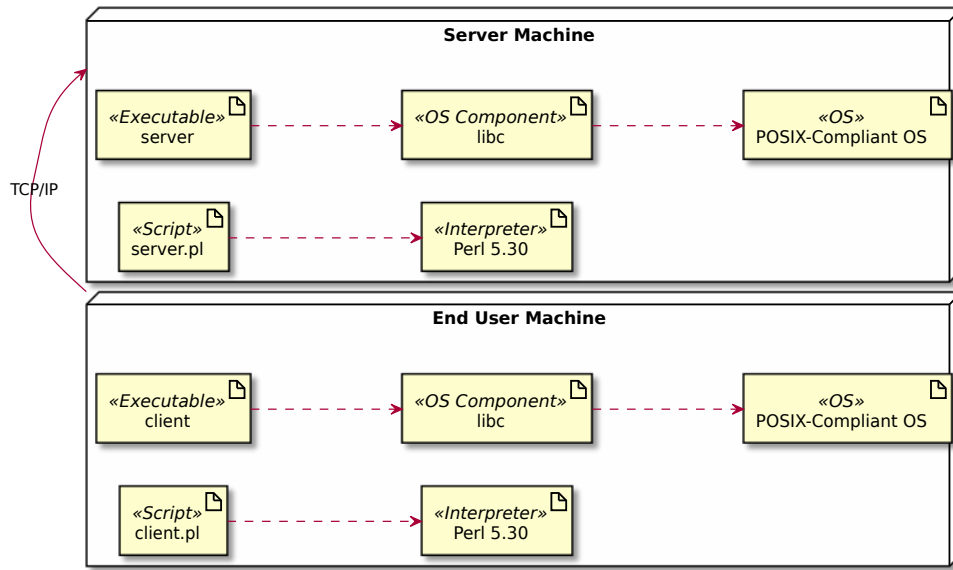 Server Machine
«Executable»
server
«OS Component»
libc
«OS»
POSIX-Compliant OS
TCP/IP
«Script»
server.pl
«Interpreter»
Perl 5.30
End User Machine
«Executable»
client
«OS Component»
libc
«OS»
POSIX-Compliant OS
«Script»
client.pl
«Interpreter»
Perl 5.30